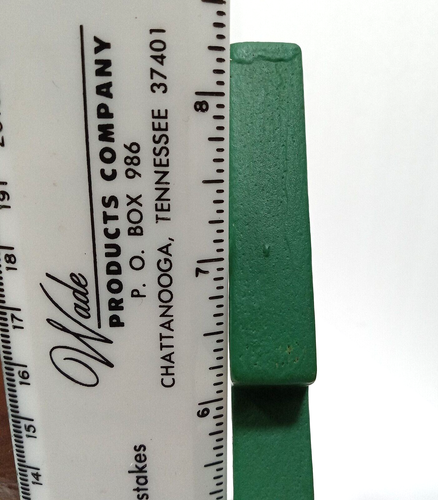 Wade
PRODUCTS COMPANY
P. O. BOX 986
CHATTANOOGA, TENNESSEE 37401
stakes
8
7
6
19
18
17
16
15
14